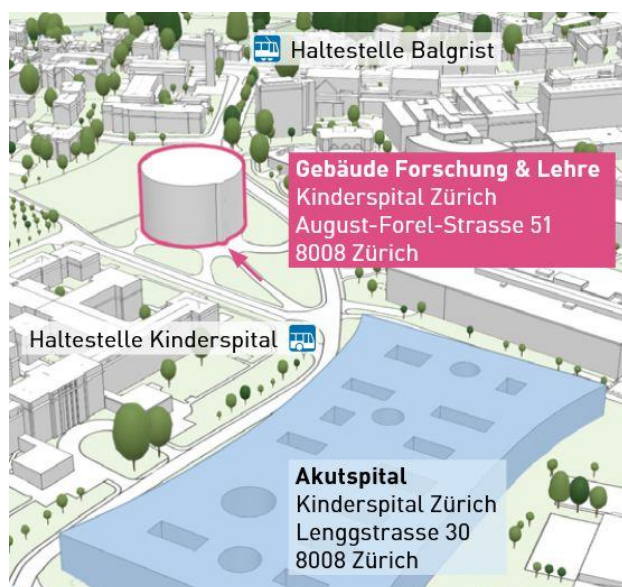 Haltestelle Balgrist
Gebäude Forschung & Lehre
Kinderspital Zürich
August-Forel-Strasse 51
8008 Zürich
Haltestelle Kinderspital
Akutspital
Kinderspital Zürich
Lenggstrasse 30
8008 Zürich